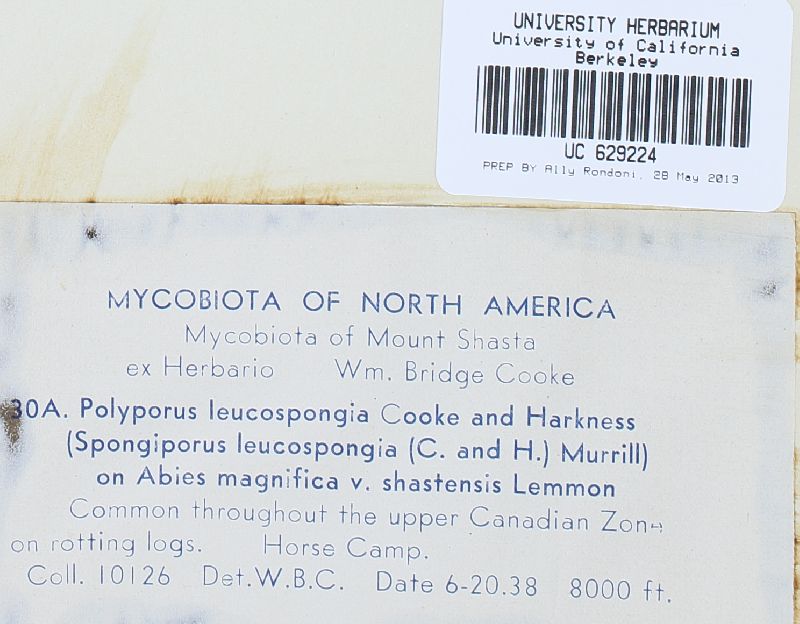 UNIVERSITY HERBARIUM
University of California
Berkeley
UC 629224
PREP BY Ally Rondoni, 28 May 2013
MYCOBIOTA OF NORTH AMERICA
Mycobiota of Mount Shasta
ex Herbario Wm. Bridge Cooke
30A. Polyporus leucospongia Cooke and Harkness
(Spongiporus leucospongia (C. and H.) Murrill)
on Abies magnifica v. shastensis Lemmon
Common throughout the upper Canadian Zone
on rotting logs. Horse Camp.
Coll. 10126 Det.W.B.C. Date 6-20.38 8000 ft.